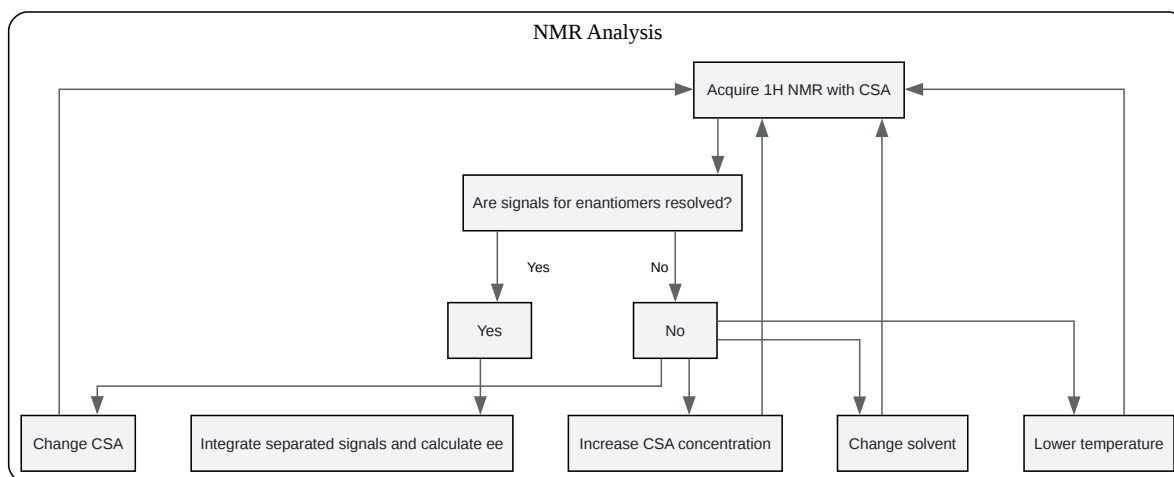 NMR Analysis
Acquire 1H NMR with CSA
Are signals for enantiomers resolved?
Yes
No
Yes
No
Change CSA
Integrate separated signals and calculate ee
Increase CSA concentration
Change solvent
Lower temperature